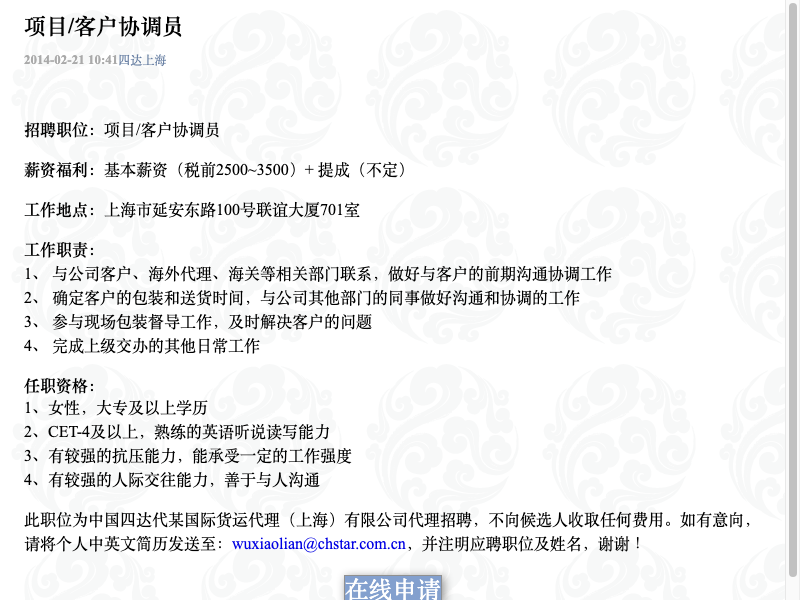 项目/客户协调员
2014-02-21 10:41四达上海
招聘职位：项目/客户协调员
薪资福利：基本薪资（税前2500~3500）+ 提成（不定）
工作地点：上海市延安东路100号联谊大厦701室
工作职责：
1、 与公司客户、海外代理、海关等相关部门联系，做好与客户的前期沟通协调工作
2、 确定客户的包装和送货时间，与公司其他部门的同事做好沟通和协调的工作
3、 参与现场包装督导工作，及时解决客户的问题
4、 完成上级交办的其他日常工作
任职资格：
1、女性，大专及以上学历
2、CET-4及以上，熟练的英语听说读写能力
3、有较强的抗压能力，能承受一定的工作强度
4、有较强的人际交往能力，善于与人沟通
此职位为中国四达代某国际货运代理（上海）有限公司代理招聘，不向候选人收取任何费用。如有意向，
请将个人中英文简历发送至：wuxiaolian@chstar.com.cn，并注明应聘职位及姓名，谢谢！
在线申请